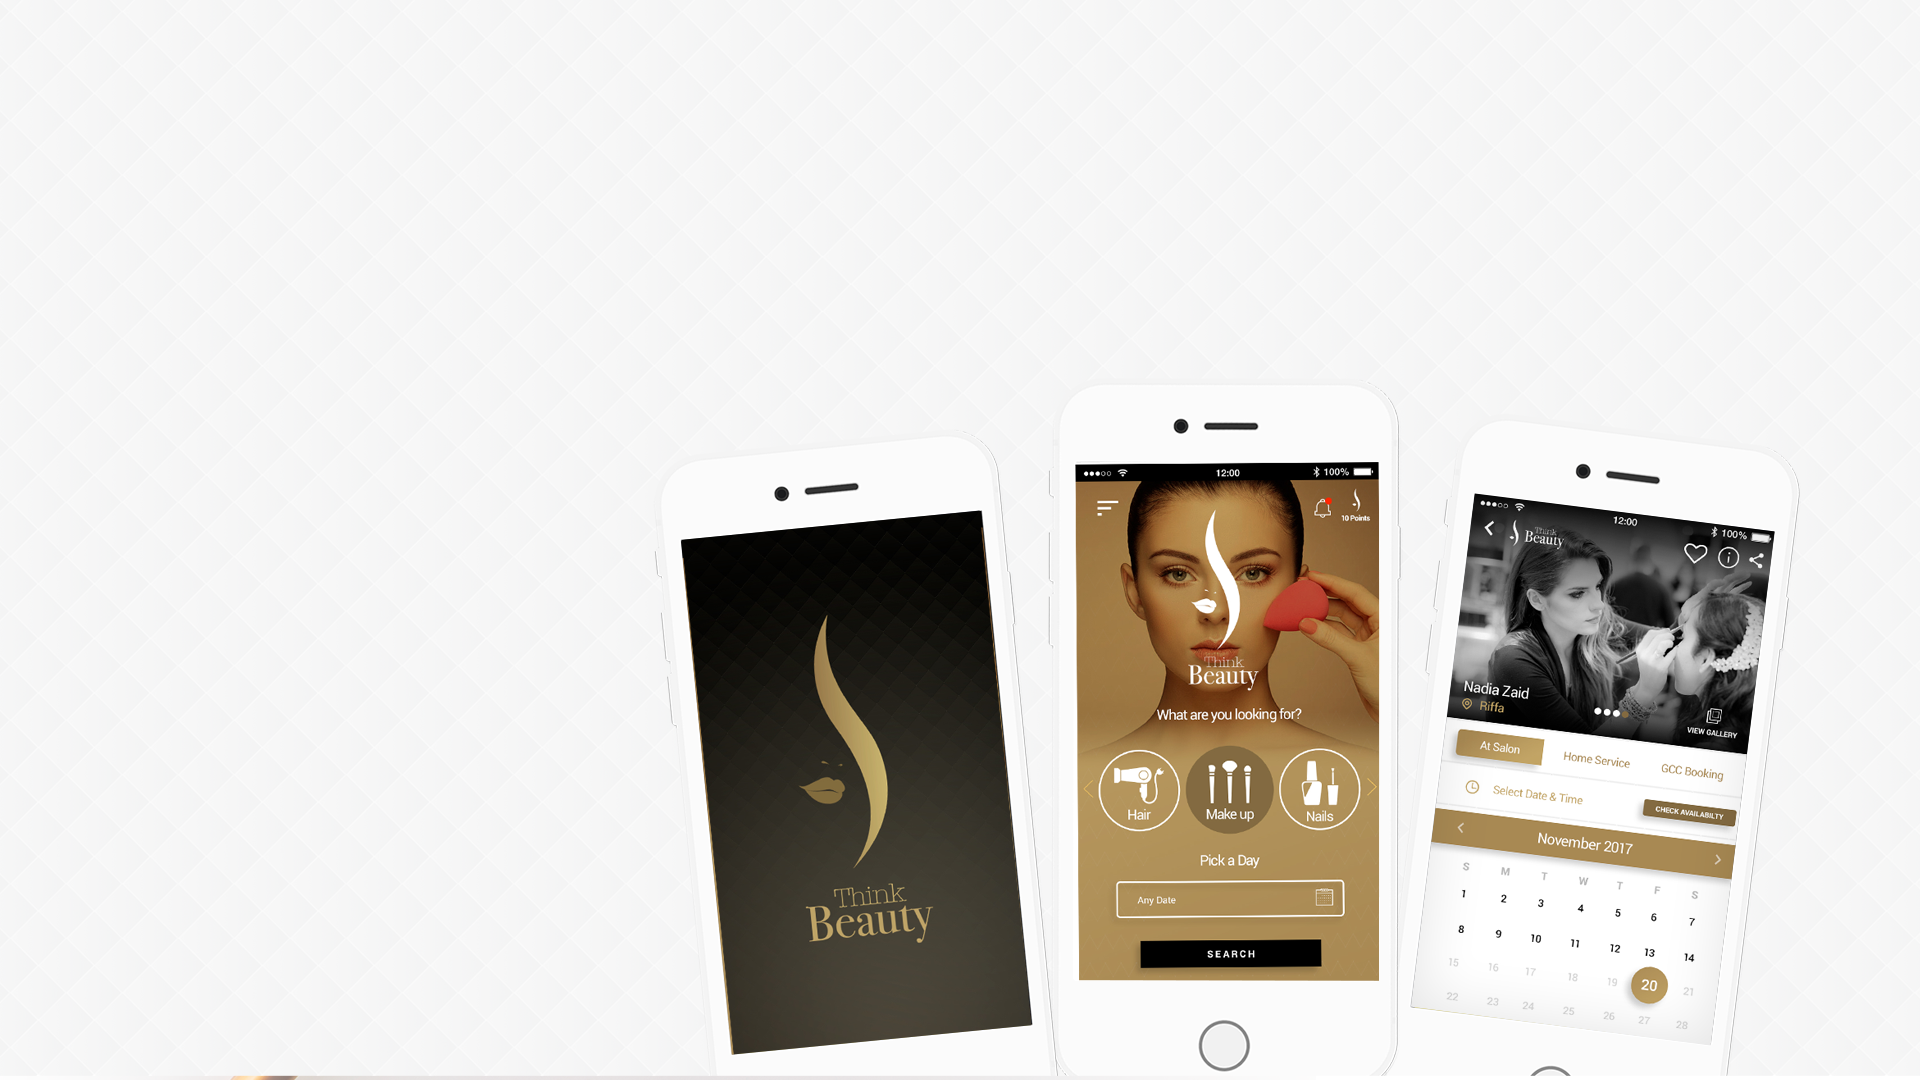 Think
Beauty
12:00
100%
10 Points
Think
Beauty
What are you looking for?
Hair
Make up
Nails
Pick a Day
Any Date
SEARCH
12:00
100%
Think
Beauty
Nadia Zaid
Riffa
VIEW GALLERY
At Salon
Home Service
GCC Booking
Select Date & Time
CHECK AVAILABILTY
November 2017
S M T W T F S
1 2 3 4 5 6 7
8 9 10 11 12 13 14
15 16 17 18 19 20 21
22 23 24 25 26 27 28